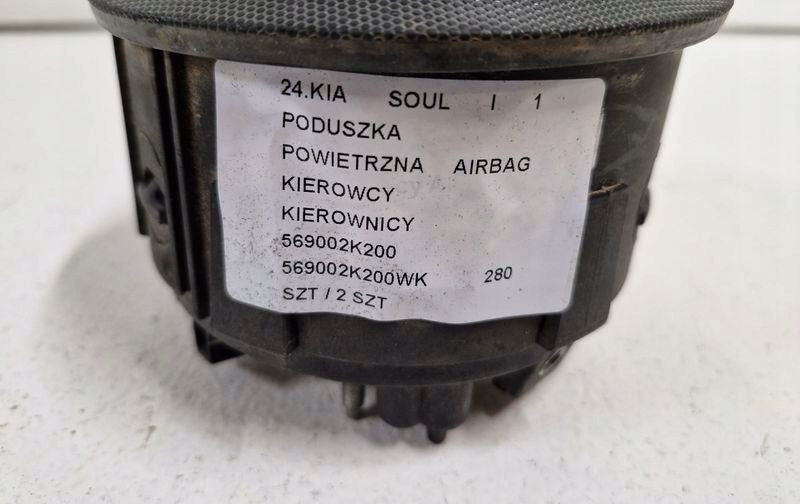 24.KIA SOUL I 1
PODUSZKA
POWIETRZNA AIRBAG
KIEROWCY
KIEROWNICY
569002K200
569002K200WK 280
SZT / 2 SZT